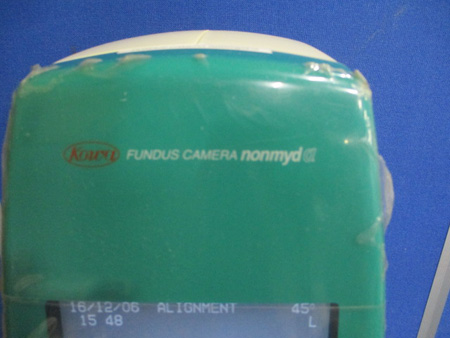 Kowa FUNDUS CAMERA nonmyd α
16/12/06 ALIGNMENT 45°
15 48 L